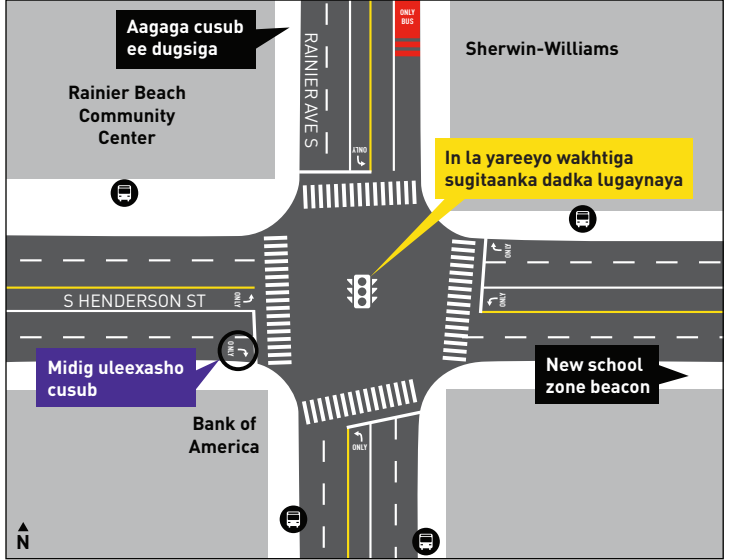 Aagaga cusub
ee dugsiga
RAINIER AVE S
ONLY
BUS
Sherwin-Williams
Rainier Beach
Community
Center
ONLY
In la yareeyo wakhtiga
sugitaanka dadka lugaynaya
ONLY
S HENDERSON ST
ONLY
ONLY
ONLY
Midig uleexasho
cusub
New school
zone beacon
Bank of
America
ONLY
N